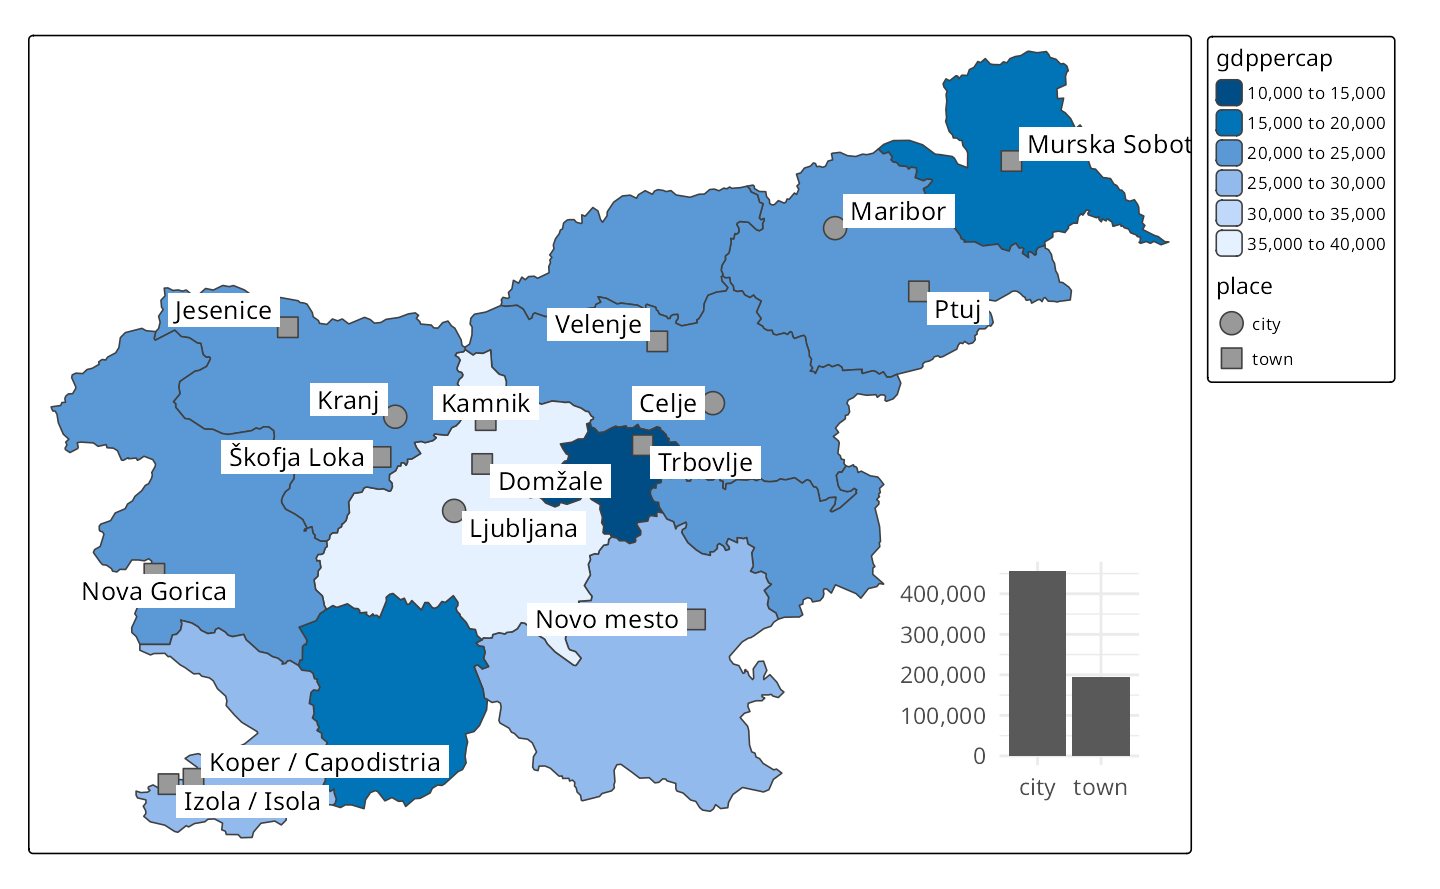 Murska Sobot
Maribor
Jesenice
Ptuj
Velenje
Kranj
Kamnik
Celje
Škofja Loka
Trbovlje
Domžale
Ljubljana
Nova Gorica
Novo mesto
Koper / Capodistria
Izola / Isola
400,000
300,000
200,000
100,000
0
city town
gdppercap
10,000 to 15,000
15,000 to 20,000
20,000 to 25,000
25,000 to 30,000
30,000 to 35,000
35,000 to 40,000
place
city
town